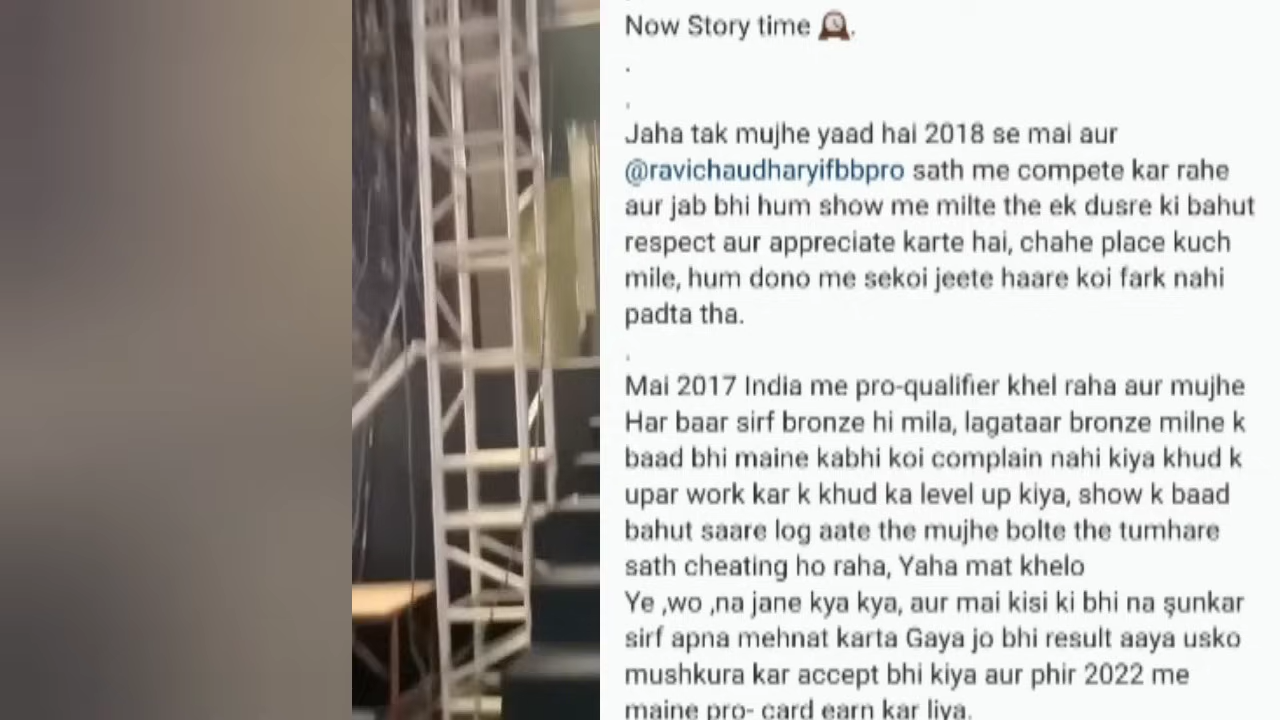 Now Story time 🕰️.
.
.
Jaha tak mujhe yaad hai 2018 se mai aur
@ravichaudharyifbbpro sath me compete kar rahe
aur jab bhi hum show me milte the ek dusre ki bahut
respect aur appreciate karte hai, chahe place kuch
mile, hum dono me sekoi jeete haare koi fark nahi
padta tha.
.
Mai 2017 India me pro-qualifier khel raha aur mujhe
Har baar sirf bronze hi mila, lagataar bronze milne k
baad bhi maine kabhi koi complain nahi kiya khud k
upar work kar k khud ka level up kiya, show k baad
bahut saare log aate the mujhe bolte the tumhare
sath cheating ho raha, Yaha mat khelo
Ye ,wo ,na jane kya kya, aur mai kisi ki bhi na şunkar
sirf apna mehnat karta Gaya jo bhi result aaya usko
mushkura kar accept bhi kiya aur phir 2022 me
maine pro- card earn kar liya.